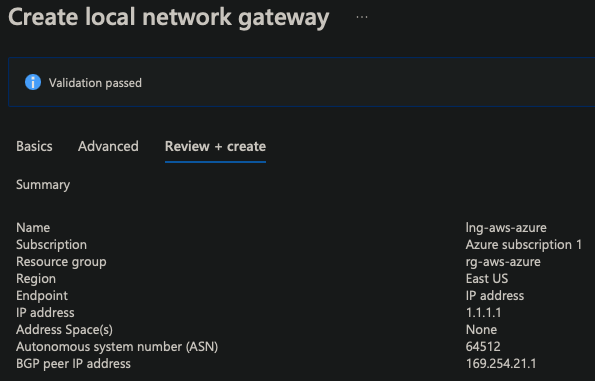 Create local network gateway ...
Validation passed
Basics Advanced Review + create
Summary
Name lng-aws-azure
Subscription Azure subscription 1
Resource group rg-aws-azure
Region East US
Endpoint IP address
IP address 1.1.1.1
Address Space(s) None
Autonomous system number (ASN) 64512
BGP peer IP address 169.254.21.1